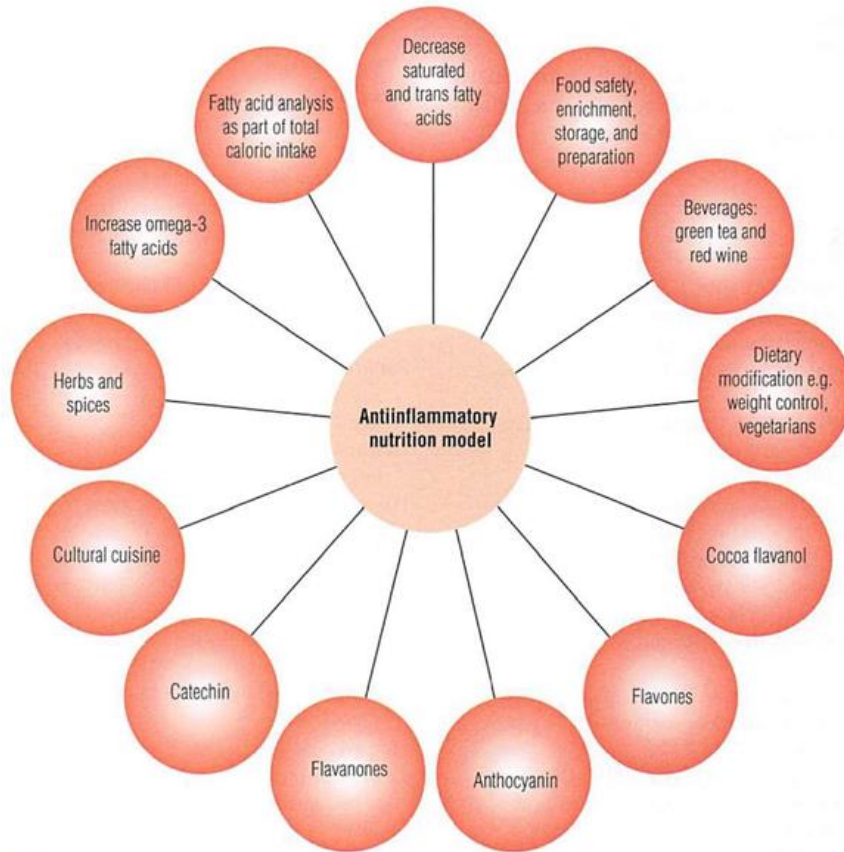 Decrease
saturated
and trans fatty
acids
Food safety,
enrichment,
storage, and
preparation
Beverages:
green tea and
red wine
Dietary
modification e.g.
weight control,
vegetarians
Cocoa flavanol
Flavones
Anthocyanin
Flavanones
Catechin
Cultural cuisine
Herbs and
spices
Increase omega-3
fatty acids
Fatty acid analysis
as part of total
caloric intake
Antiinflammatory
nutrition model